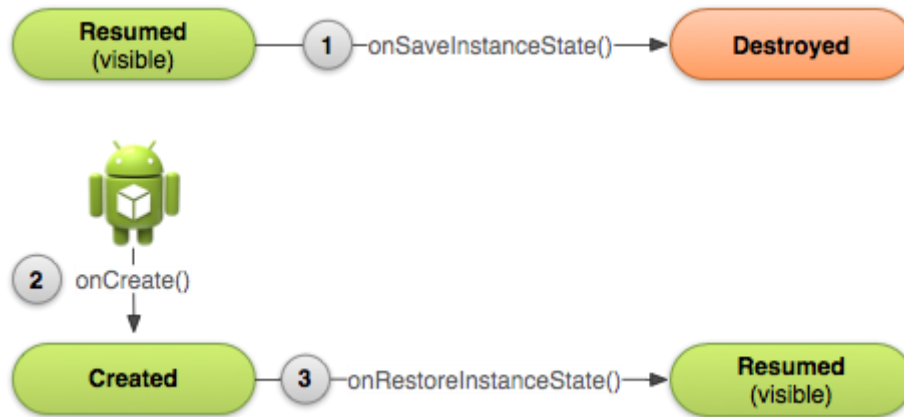 Resumed
(visible)
1
onSaveInstanceState()
Destroyed
2
onCreate()
Created
3
onRestoreInstanceState()
Resumed
(visible)